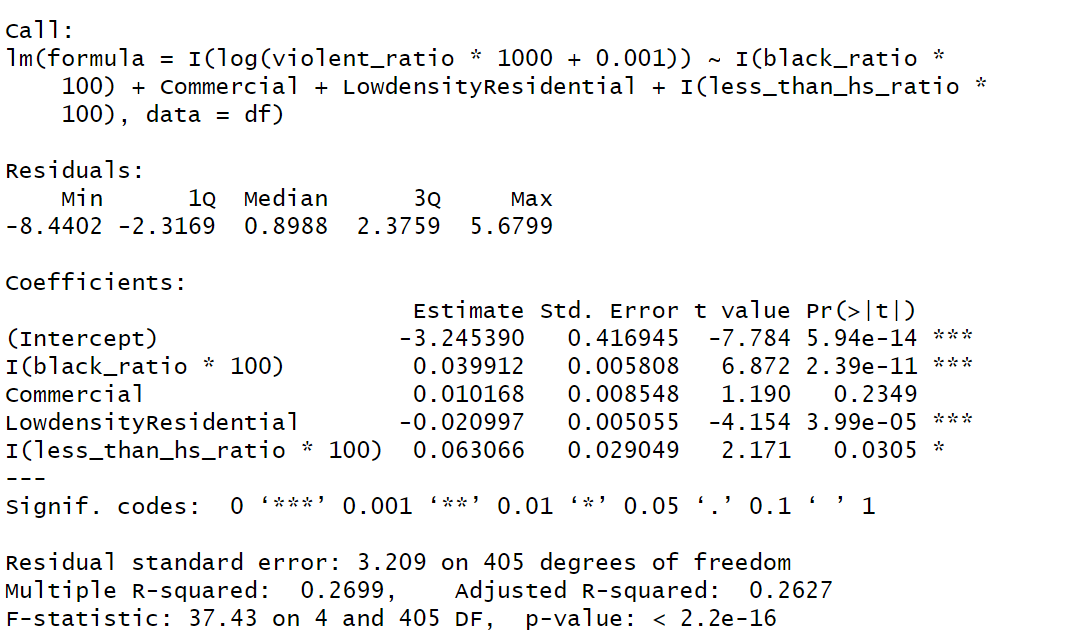 Call:
lm(formula = I(log(violent_ratio * 1000 + 0.001)) ~ I(black_ratio *
    100) + Commercial + LowdensityResidential + I(less_than_hs_ratio *
    100), data = df)

Residuals:
    Min      1Q  Median      3Q     Max
-8.4402 -2.3169  0.8988  2.3759  5.6799

Coefficients:
                          Estimate Std. Error t value Pr(>|t|)
(Intercept)              -3.245390   0.416945  -7.784 5.94e-14 ***
I(black_ratio * 100)      0.039912   0.005808   6.872 2.39e-11 ***
Commercial                0.010168   0.008548   1.190   0.2349
LowdensityResidential    -0.020997   0.005055  -4.154 3.99e-05 ***
I(less_than_hs_ratio * 100)  0.063066   0.029049   2.171   0.0305 *
---
Signif. codes:  0 ‘***’ 0.001 ‘**’ 0.01 ‘*’ 0.05 ‘.’ 0.1 ‘ ’ 1

Residual standard error: 3.209 on 405 degrees of freedom
Multiple R-squared:  0.2699,    Adjusted R-squared:  0.2627
F-statistic: 37.43 on 4 and 405 DF,  p-value: < 2.2e-16